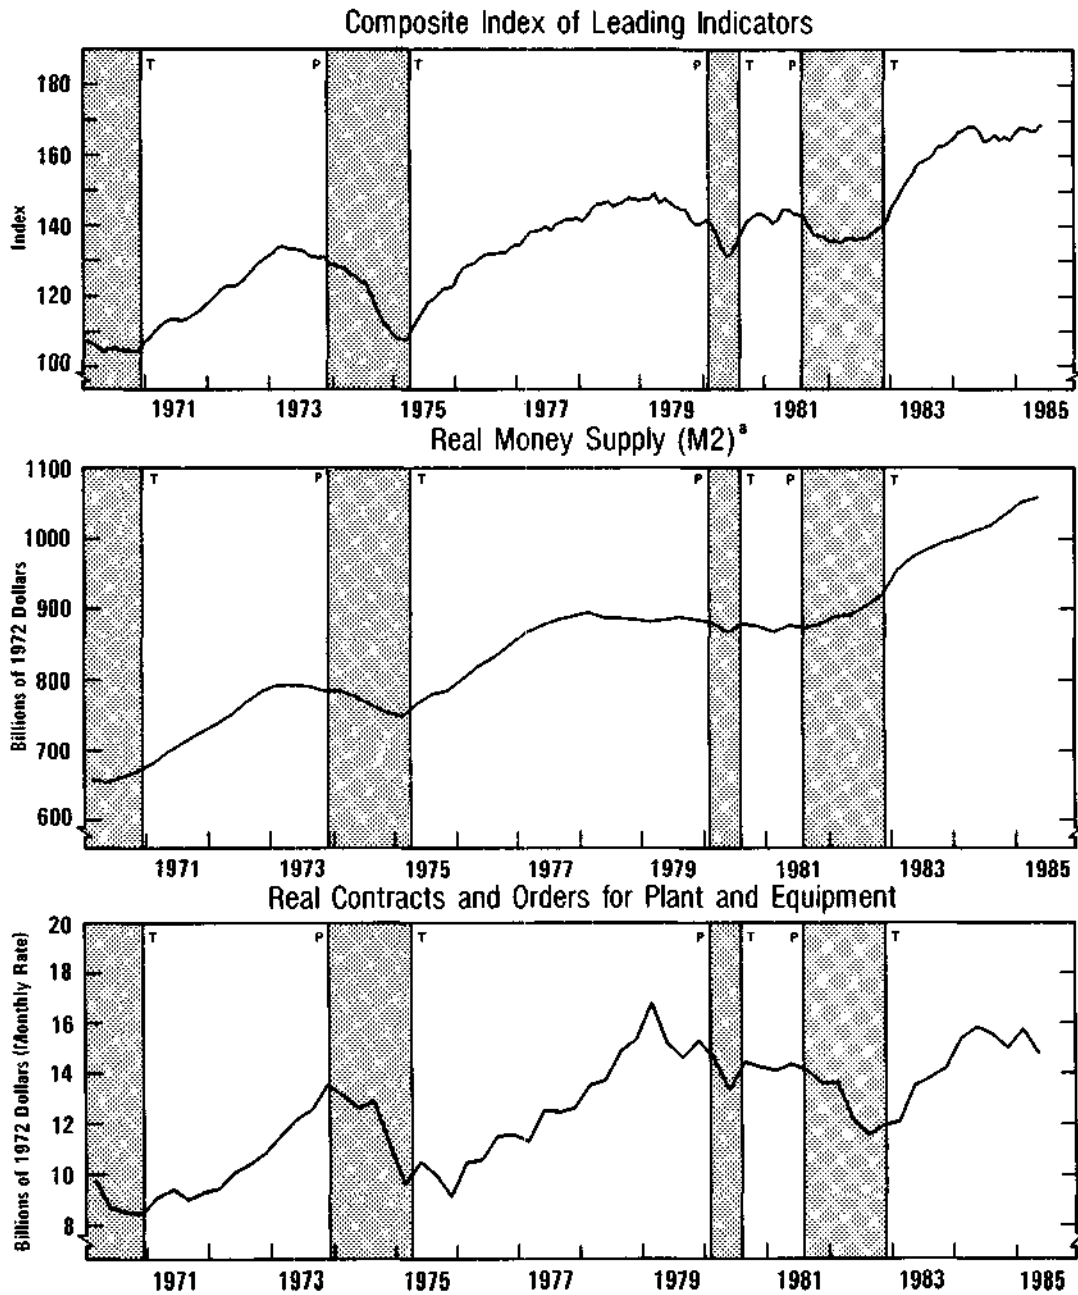 Composite Index of Leading Indicators
T P T P T P T
180
160
140
120
100
Index
1971 1973 1975 1977 1979 1981 1983 1985
Real Money Supply (M2)ᵃ
1100
T P T P T P T
1000
900
800
700
600
Billions of 1972 Dollars
1971 1973 1975 1977 1979 1981 1983 1985
Real Contracts and Orders for Plant and Equipment
20
T P T P T P T
18
16
14
12
10
8
Billions of 1972 Dollars (Monthly Rate)
1971 1973 1975 1977 1979 1981 1983 1985